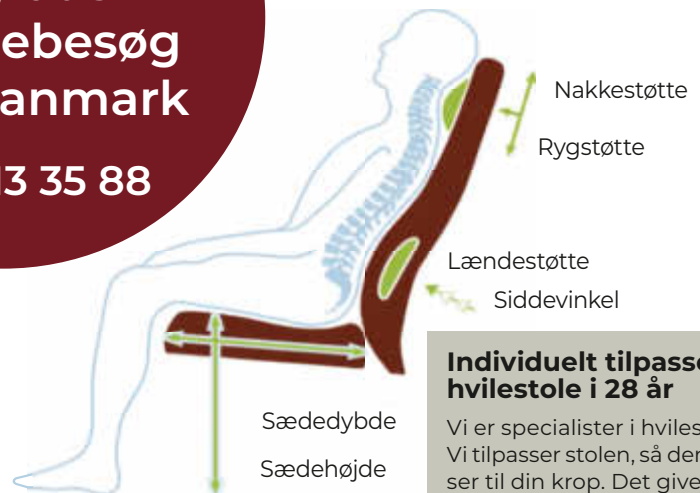 ebesøg
anmark
13 35 88
Nakkestøtte
Rygstøtte
Lændestøtte
Siddevinkel
Sædedybde
Sædehøjde
Individuelt tilpasse
hvilestole i 28 år
Vi er specialister i hviles
Vi tilpasser stolen, så der
ser til din krop. Det give